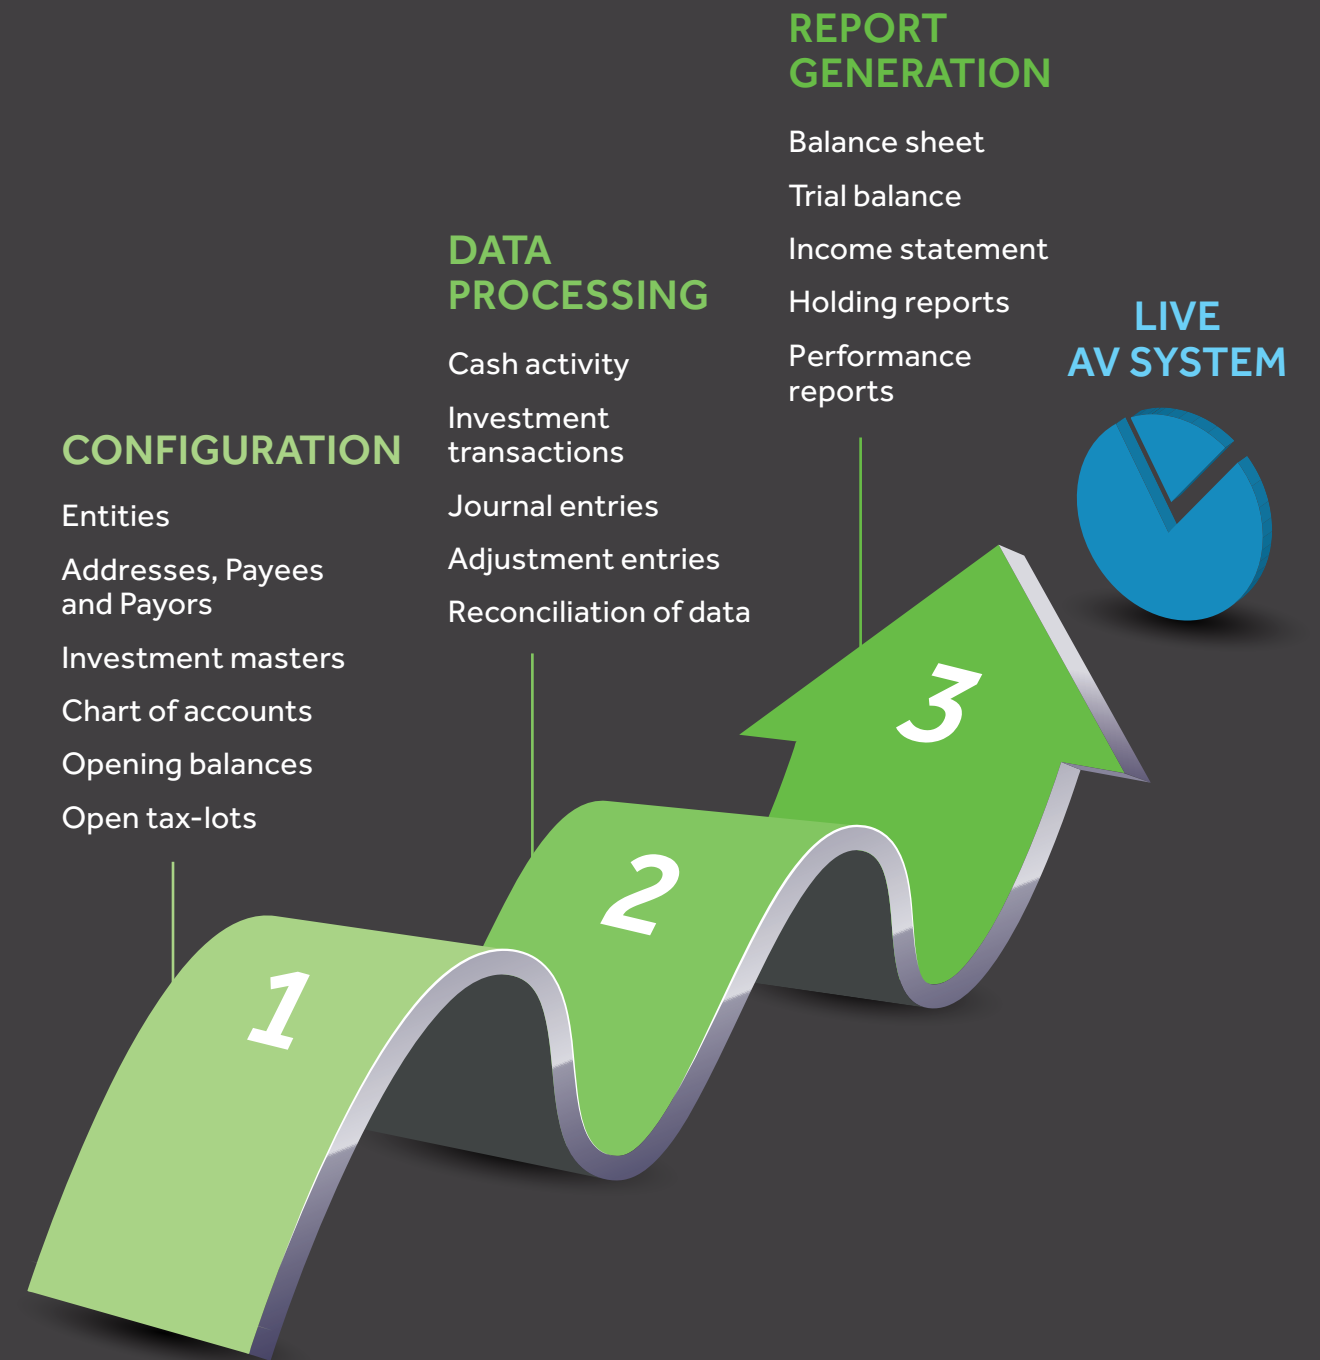 CONFIGURATION
Entities
Addresses, Payees
and Payors
Investment masters
Chart of accounts
Opening balances
Open tax-lots
1
DATA
PROCESSING
Cash activity
Investment
transactions
Journal entries
Adjustment entries
Reconciliation of data
2
REPORT
GENERATION
Balance sheet
Trial balance
Income statement
Holding reports
Performance
reports
3
LIVE
AV SYSTEM